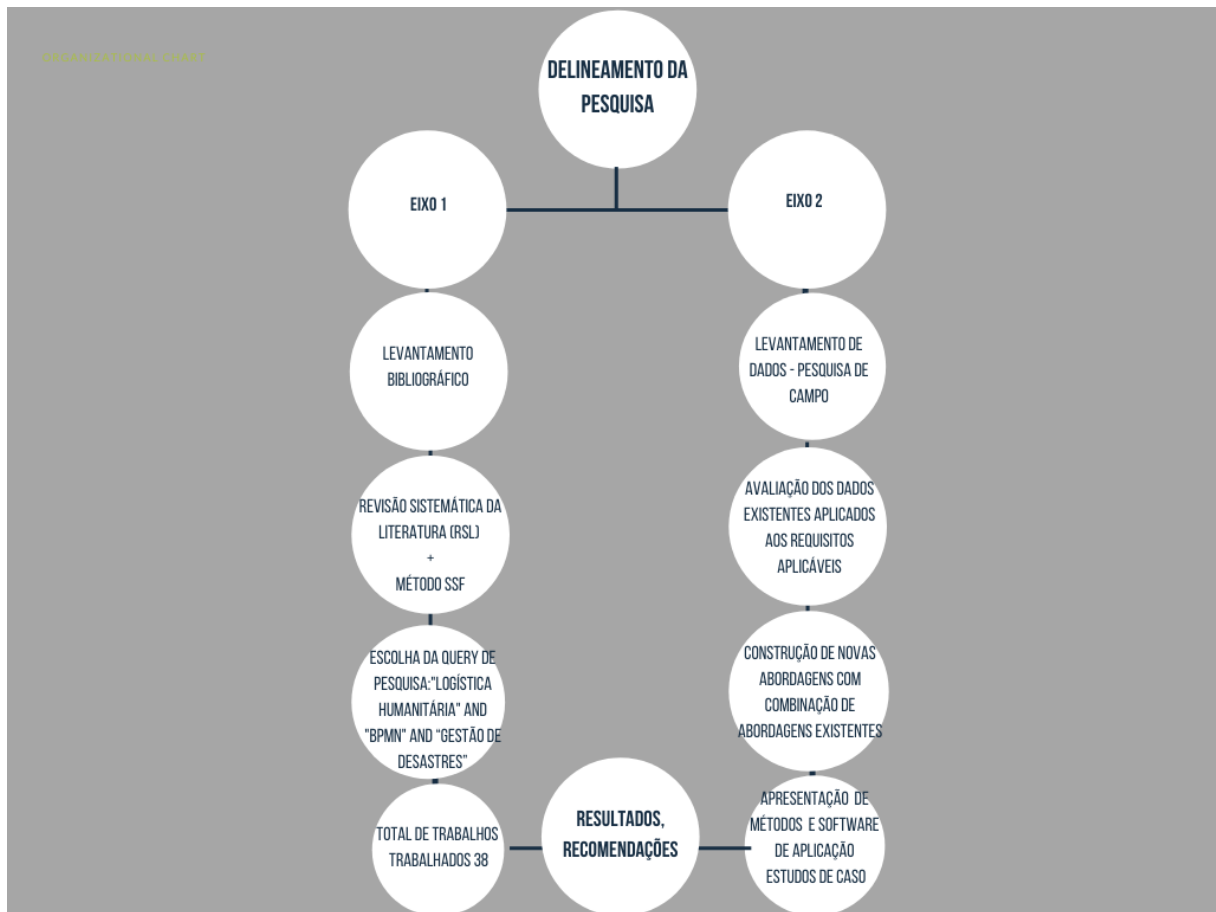 ORGANIZATIONAL CHART
DELINEAMENTO DA
PESQUISA
EIXO 1
EIXO 2
LEVANTAMENTO
BIBLIOGRÁFICO
REVISÃO SISTEMÁTICA DA
LITERATURA (RSL)
+
MÉTODO SSF
ESCOLHA DA QUERY DE
PESQUISA:"LOGÍSTICA
HUMANITÁRIA" AND
"BPMN" AND "GESTÃO DE
DESASTRES"
TOTAL DE TRABALHOS
TRABALHADOS 38
LEVANTAMENTO DE
DADOS - PESQUISA DE
CAMPO
AVALIAÇÃO DOS DADOS
EXISTENTES APLICADOS
AOS REQUISITOS
APLICÁVEIS
CONSTRUÇÃO DE NOVAS
ABORDAGENS COM
COMBINAÇÃO DE
ABORDAGENS EXISTENTES
APRESENTAÇÃO DE
MÉTODOS E SOFTWARE
DE APLICAÇÃO
ESTUDOS DE CASO
RESULTADOS,
RECOMENDAÇÕES